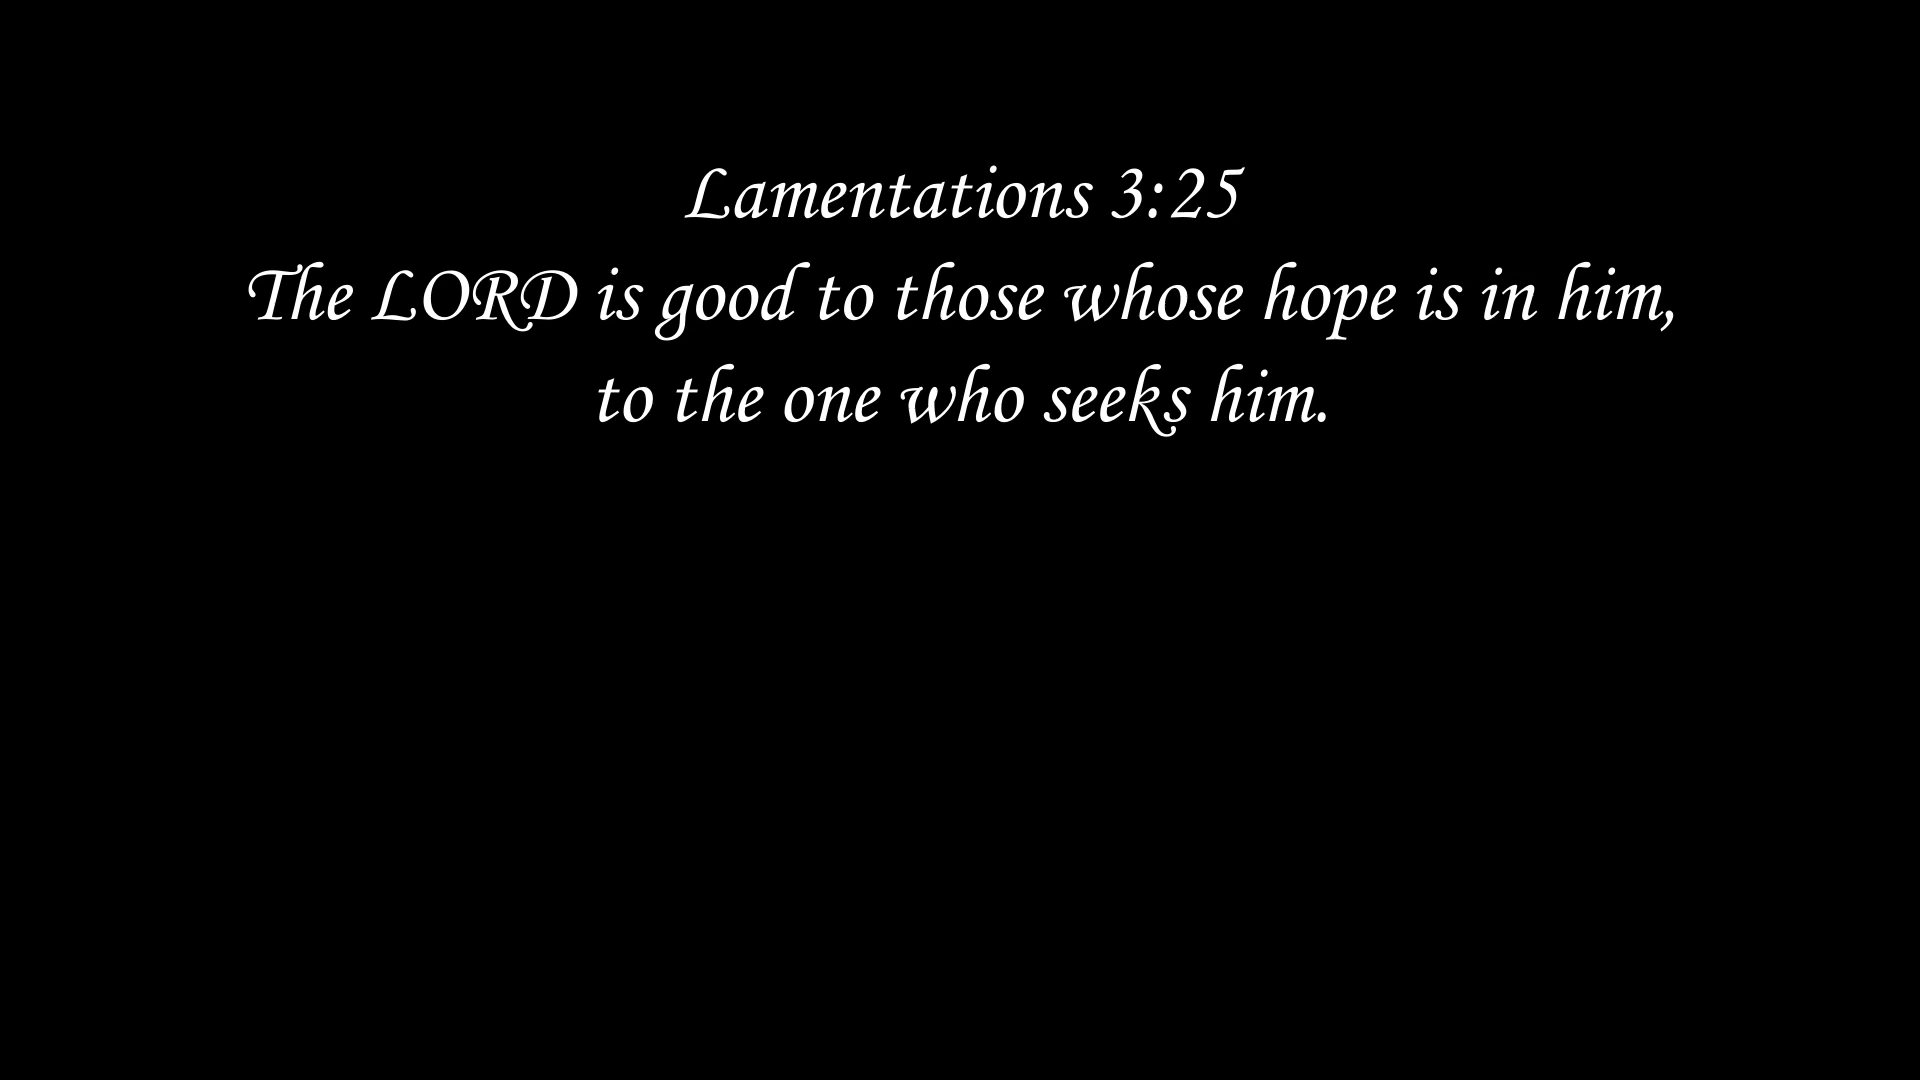 Lamentations 3:25
The LORD is good to those whose hope is in him,
to the one who seeks him.